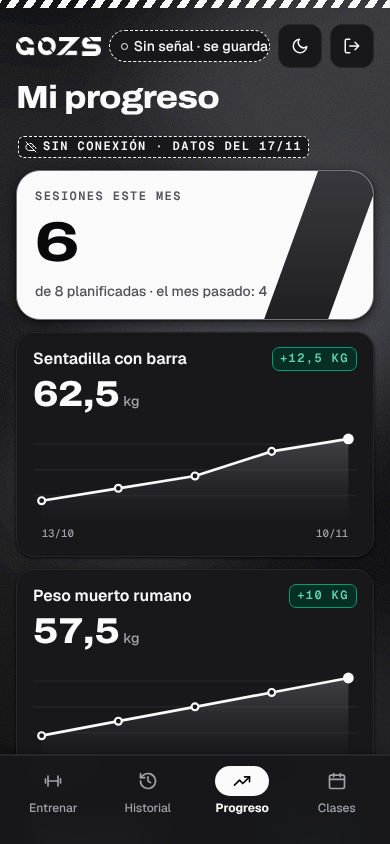 GOZS
Sin señal · se guarda
Mi progreso
SIN CONEXIÓN · DATOS DEL 17/11
SESIONES ESTE MES
6
de 8 planificadas · el mes pasado: 4
Sentadilla con barra
+12,5 KG
62,5 kg
13/10
10/11
Peso muerto rumano
+10 KG
57,5 kg
Entrenar
Historial
Progreso
Clases